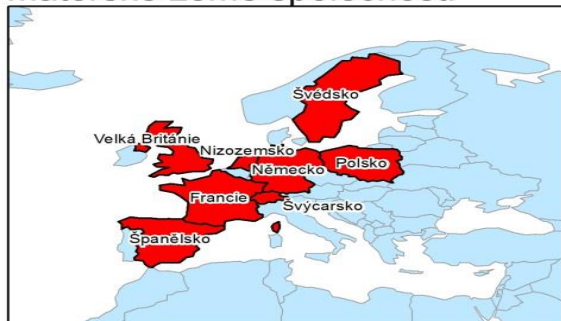 Švédsko
Velká Británie
Nizozemsko
Německo
Polsko
Francie
Švýcarsko
Španělsko